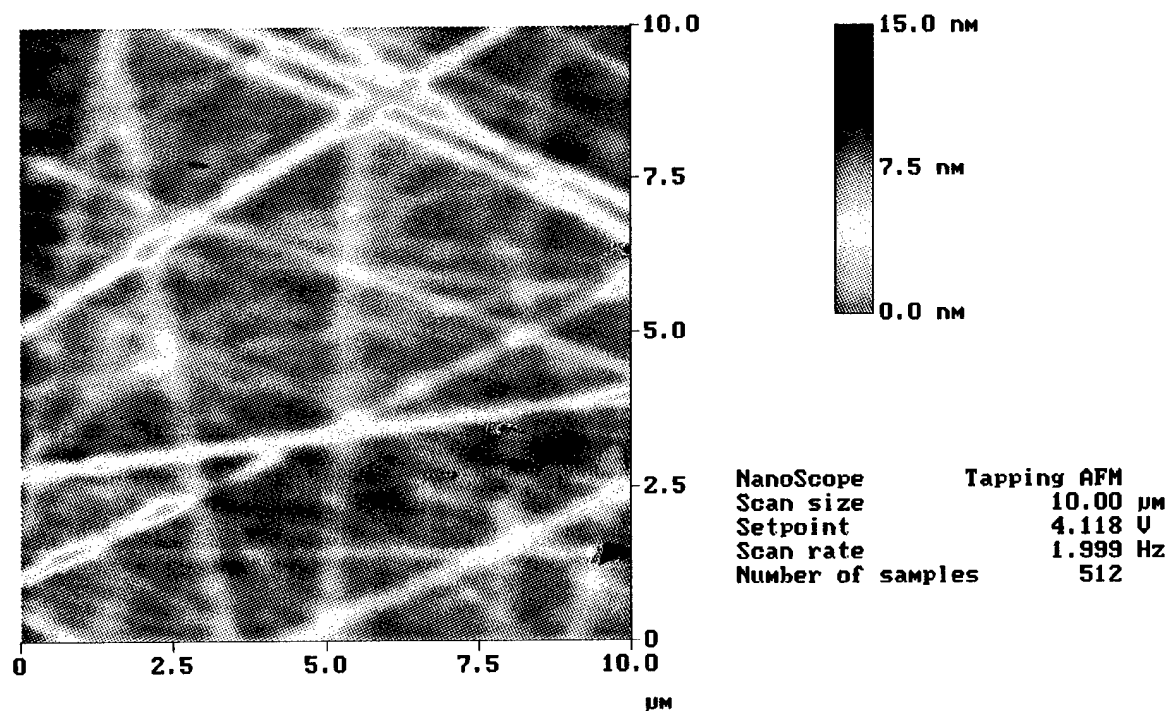 10.0
7.5
5.0
2.5
0
0 2.5 5.0 7.5 10.0
µm
15.0 nm
7.5 nm
0.0 nm
NanoScope Tapping AFM
Scan size 10.00 µm
Setpoint 4.118 V
Scan rate 1.999 Hz
Number of samples 512